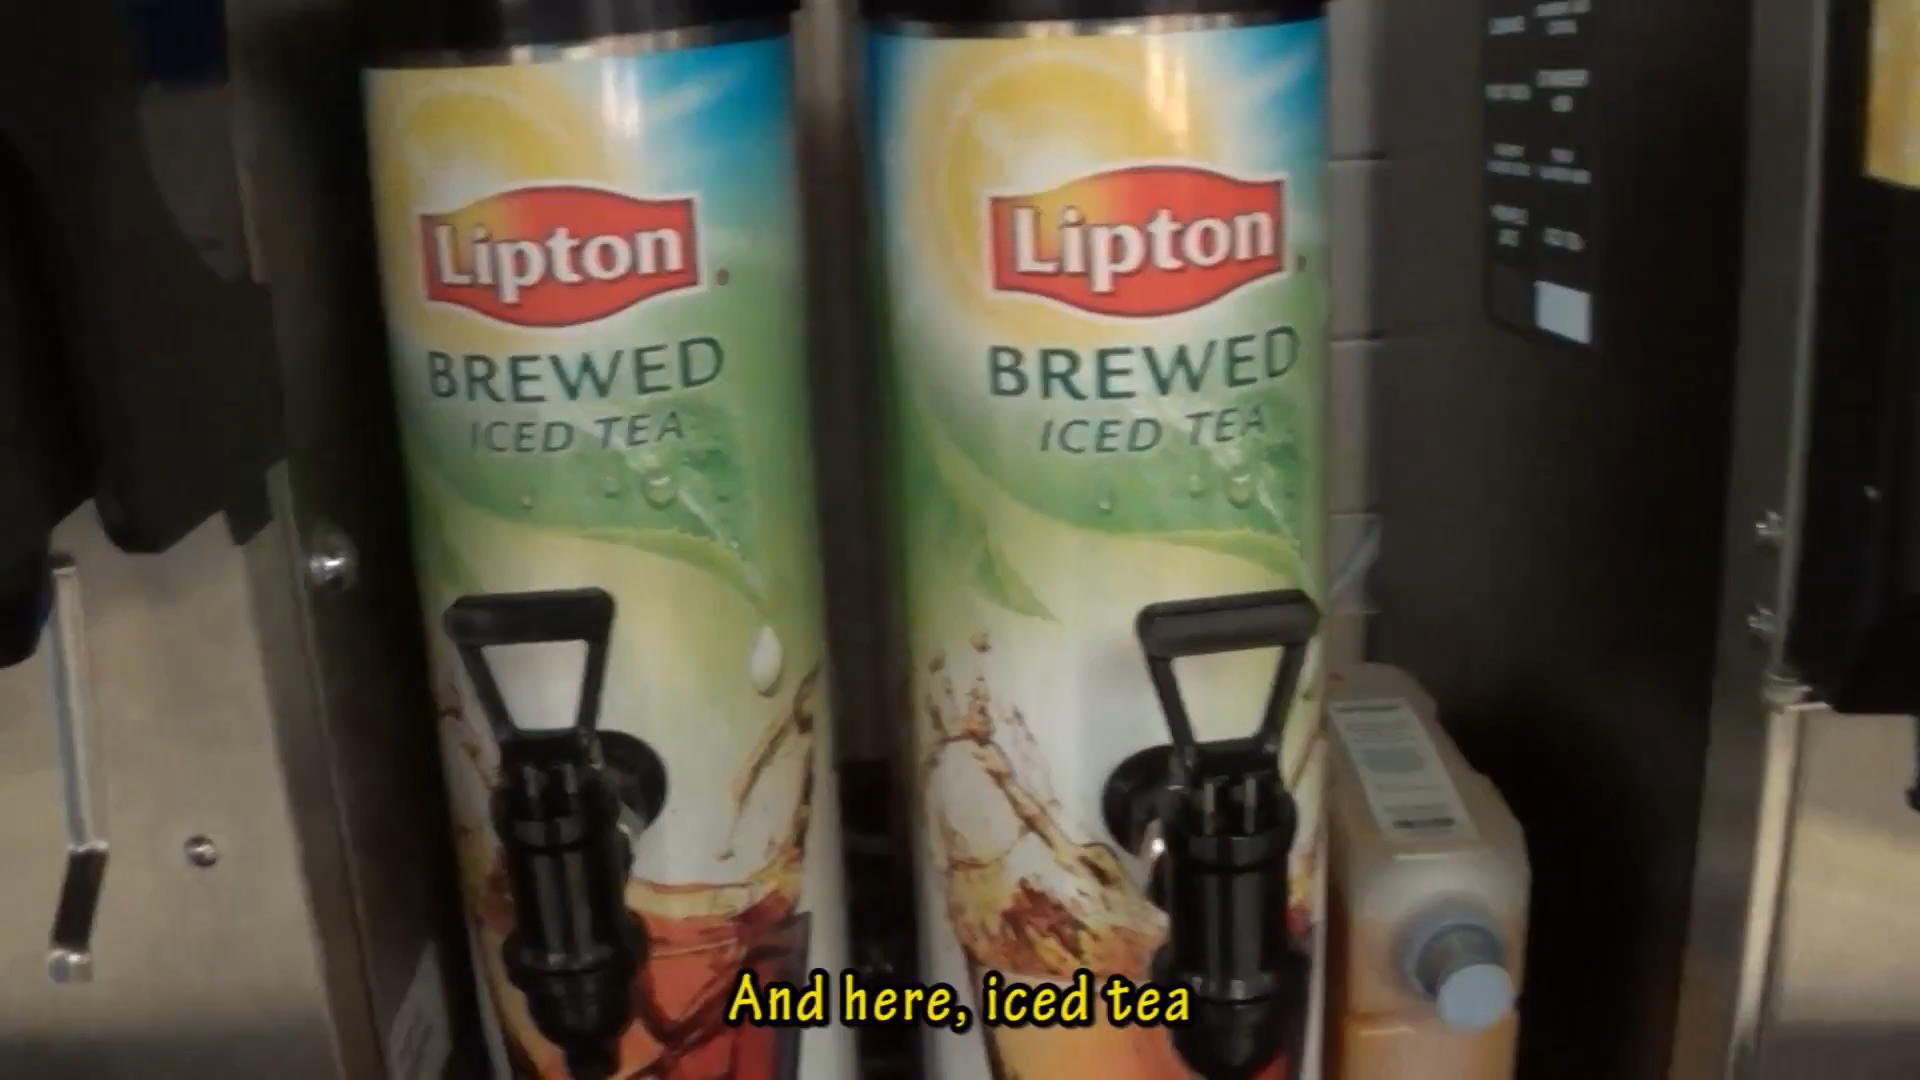 Lipton
BREWED
ICED TEA
Lipton
BREWED
ICED TEA
And here, iced tea